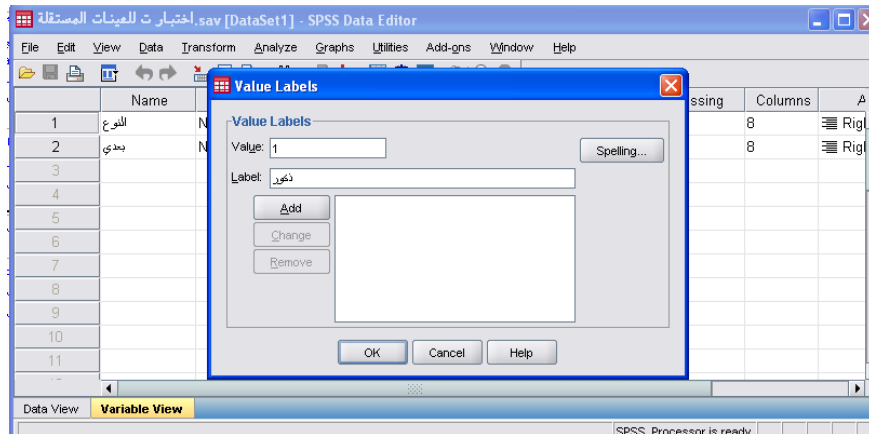 اختبار ت للعينات المستقلة.sav [DataSet1] - SPSS Data Editor
File Edit View Data Transform Analyze Graphs Utilities Add-ons Window Help
Value Labels
Name ssing Columns
1 النوع N 8 Righ
2 بعدي N 8 Righ
3
4
5
6
7
8
9
10
11
Value Labels
Value: 1
Spelling...
Label: ذكور
Add
Change
Remove
OK Cancel Help
Data View Variable View
SPSS Processor is ready